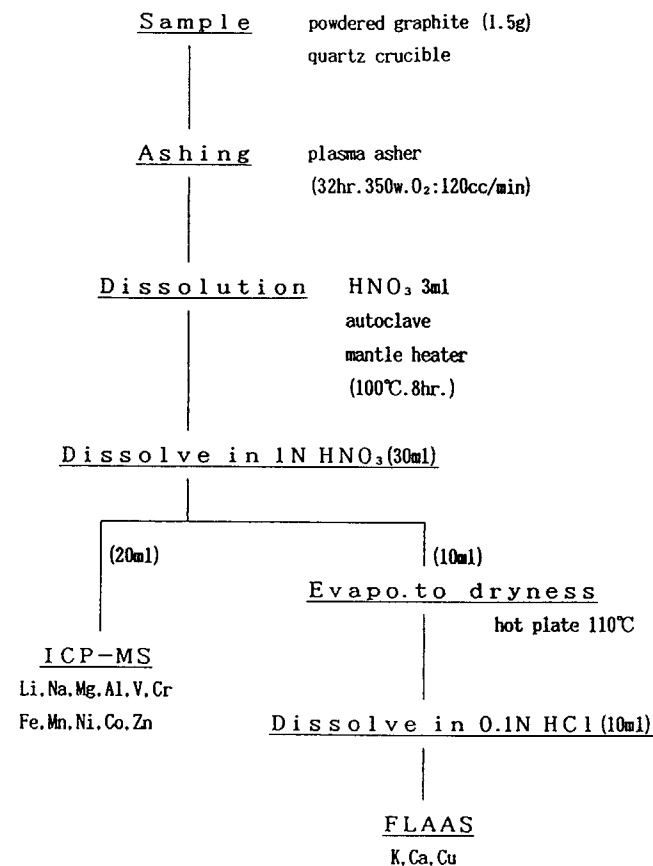 Sample
powdered graphite (1.5g)
quartz crucible
Ashing
plasma asher
(32hr.350w.O₂:120cc/min)
Dissolution
HNO₃ 3ml
autoclave
mantle heater
(100℃.8hr.)
Dissolve in 1N HNO₃(30ml)
(20ml)
ICP-MS
Li,Na,Mg,Al,V,Cr
Fe,Mn,Ni,Co,Zn
(10ml)
Evapo.to dryness
hot plate 110℃
Dissolve in 0.1N HCl(10ml)
FLAAS
K,Ca,Cu